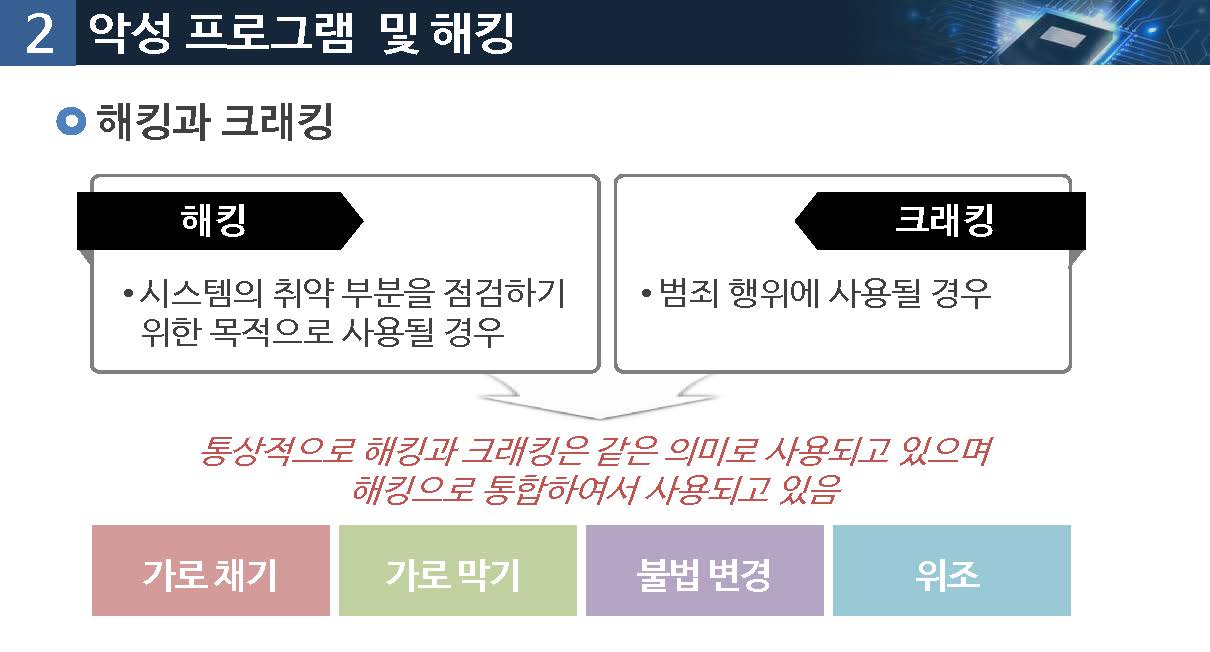 2 악성 프로그램 및 해킹
해킹과 크래킹
해킹
• 시스템의 취약 부분을 점검하기
위한 목적으로 사용될 경우
크래킹
• 범죄 행위에 사용될 경우
통상적으로 해킹과 크래킹은 같은 의미로 사용되고 있으며
해킹으로 통합하여서 사용되고 있음
가로 채기
가로 막기
불법 변경
위조